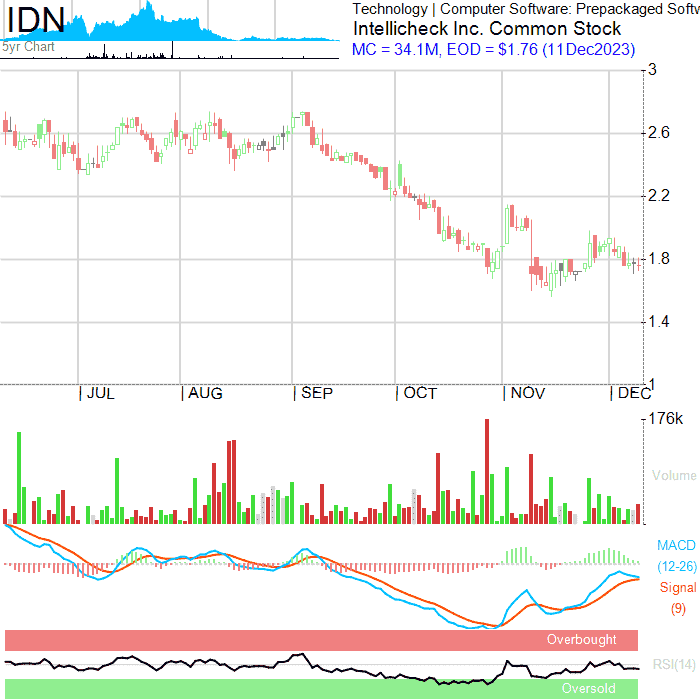 IDN
5yr Chart
Technology | Computer Software: Prepackaged Softw
Intellicheck Inc. Common Stock
MC = 34.1M, EOD = $1.76 (11Dec2023)
3
2.6
2.2
1.8
1.4
1
| JUL | AUG | SEP | OCT | NOV | DEC
176k
Volume
MACD
(12-26)
Signal
(9)
Overbought
RSI(14)
Oversold